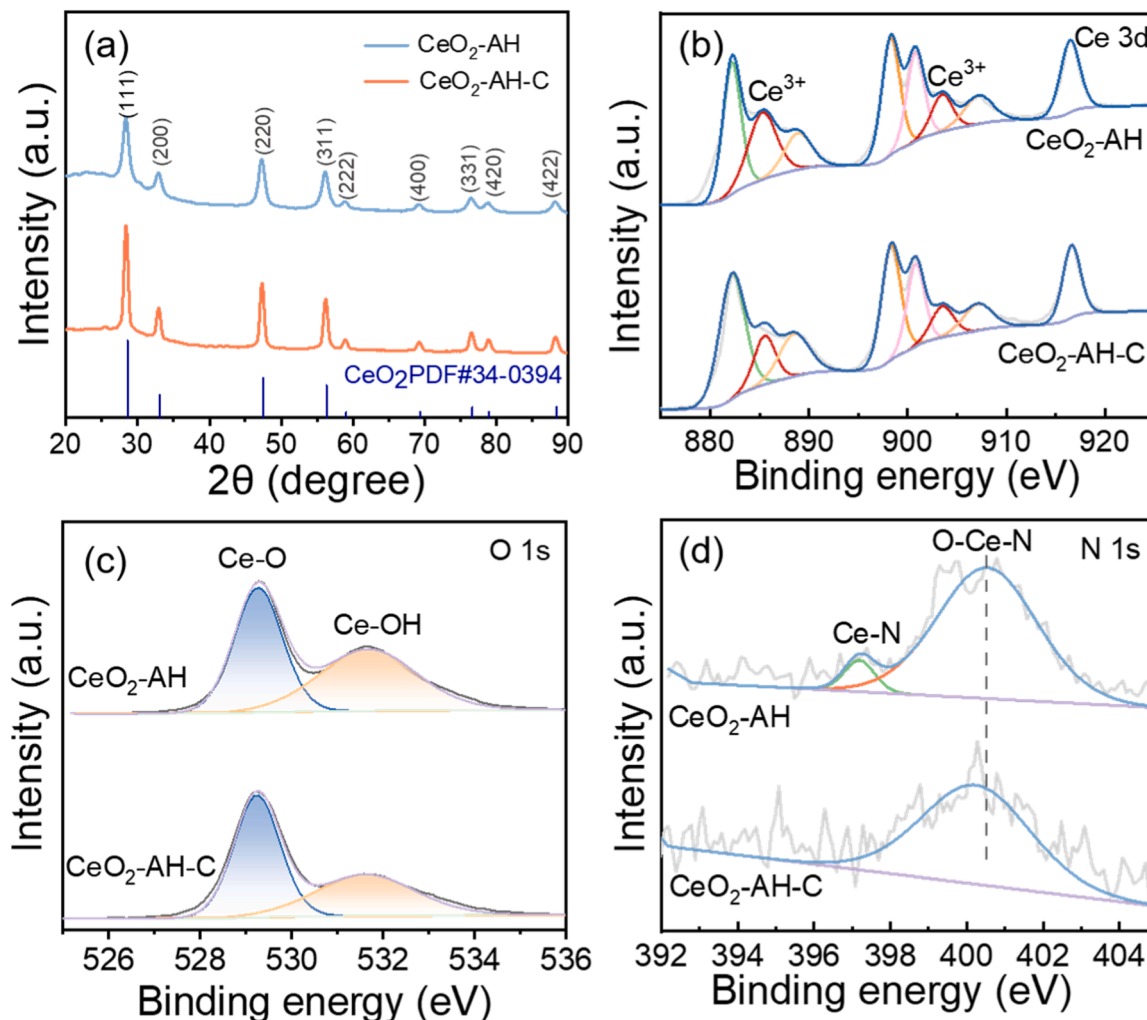 (a)
CeO₂-AH
CeO₂-AH-C
(111)
(200)
(220)
(311)
(222)
(400)
(331)
(420)
(422)
CeO₂PDF#34-0394
Intensity (a.u.)
20 30 40 50 60 70 80 90
2θ (degree)
(b)
Ce 3d
Ce³⁺
Ce³⁺
CeO₂-AH
CeO₂-AH-C
Intensity (a.u.)
880 890 900 910 920
Binding energy (eV)
(c)
O 1s
Ce-O
Ce-OH
CeO₂-AH
CeO₂-AH-C
Intensity (a.u.)
526 528 530 532 534 536
Binding energy (eV)
(d)
O-Ce-N
N 1s
Ce-N
CeO₂-AH
CeO₂-AH-C
Intensity (a.u.)
392 394 396 398 400 402 404
Binding energy (eV)